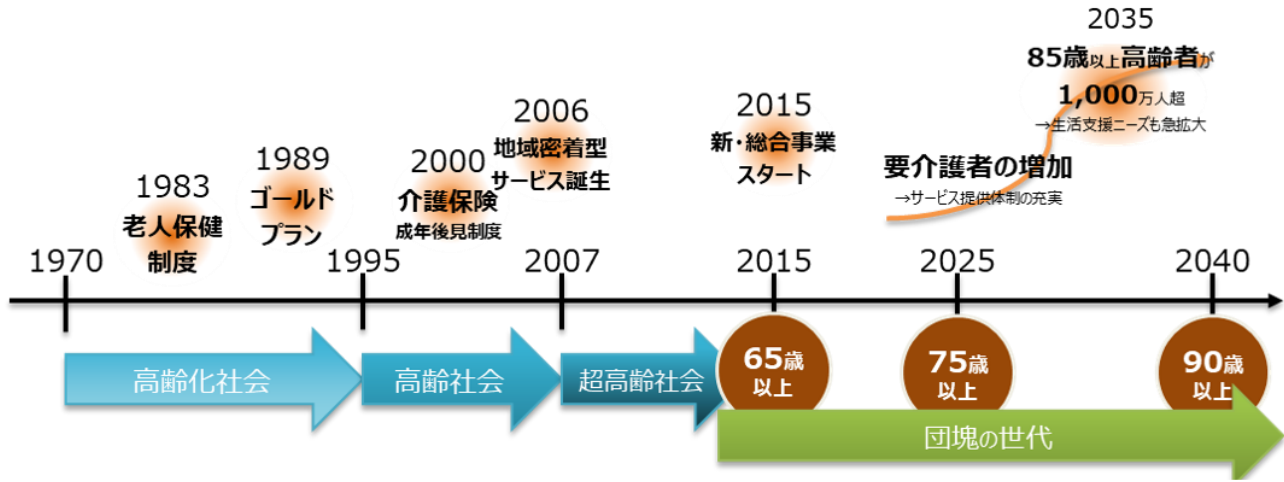 2035
85歳以上高齢者が
1,000万人超
→生活支援ニーズも急拡大
2006
地域密着型
サービス誕生
2015
新・総合事業
スタート
1989
ゴールド
プラン
2000
介護保険
成年後見制度
要介護者の増加
→サービス提供体制の充実
1983
老人保健
制度
1970
1995
2007
2015
2025
2040
高齢化社会
高齢社会
超高齢社会
65歳
以上
75歳
以上
90歳
以上
団塊の世代